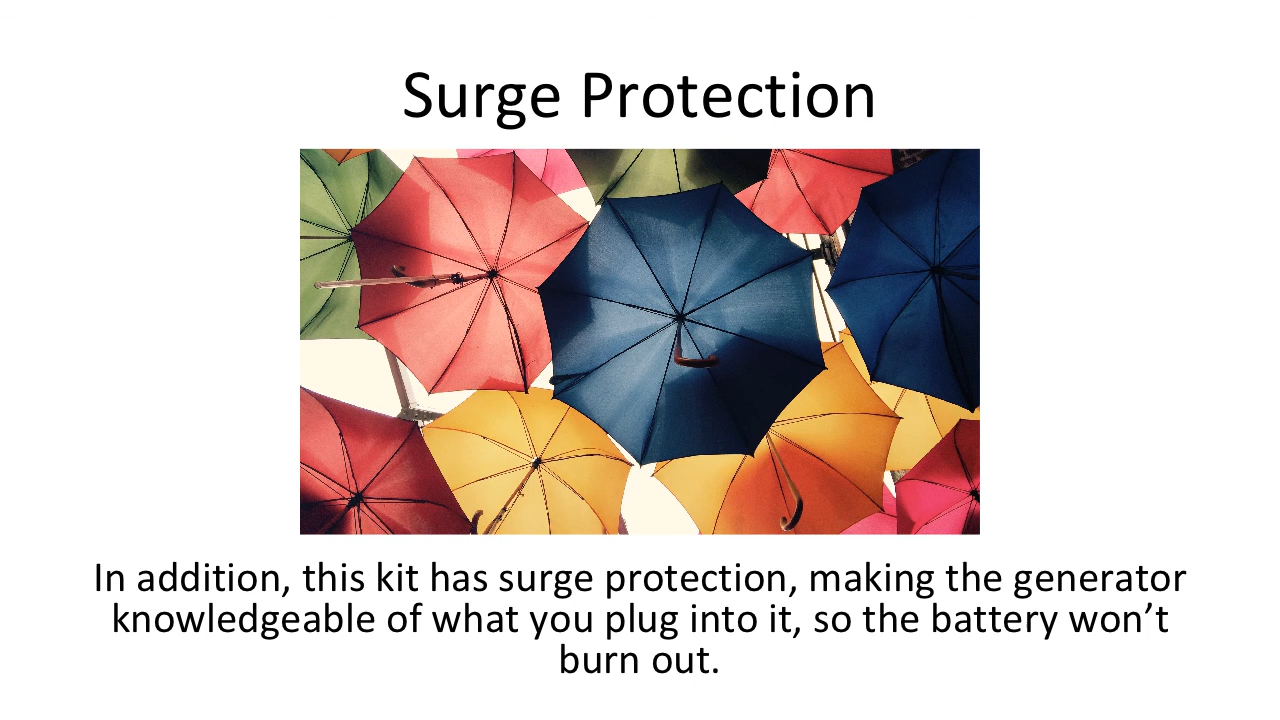 Surge Protection
In addition, this kit has surge protection, making the generator
knowledgeable of what you plug into it, so the battery won’t
burn out.